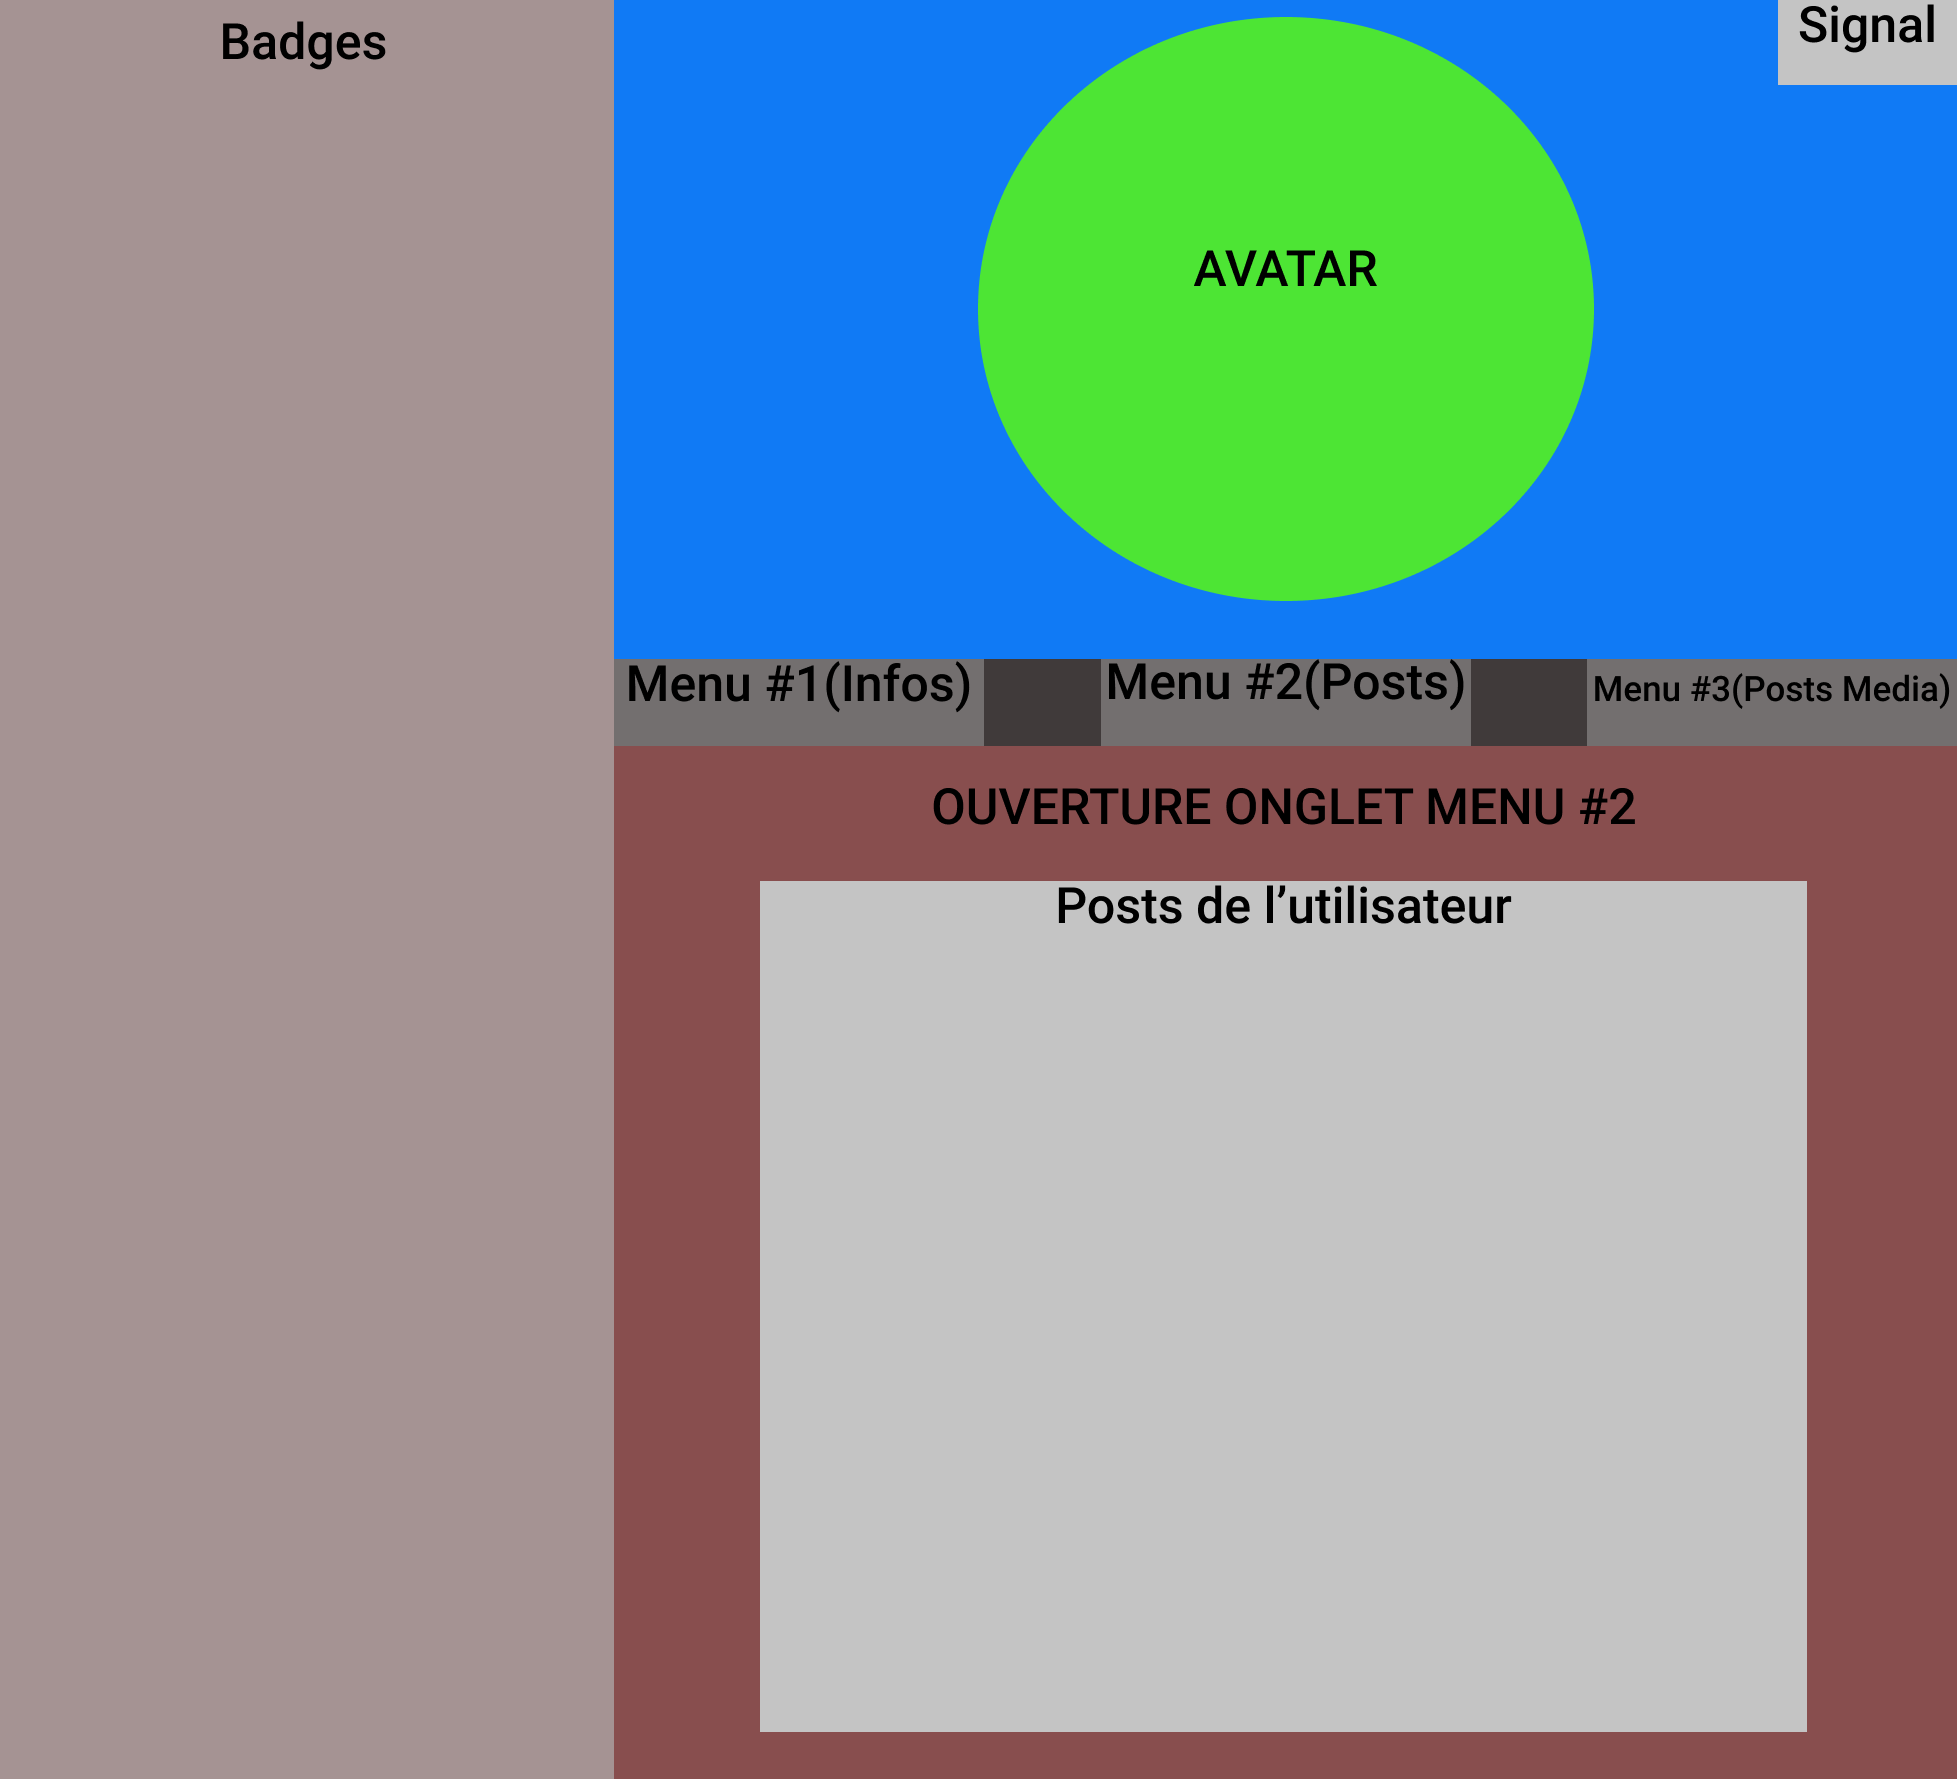 Badges
Signal
AVATAR
Menu #1(Infos)
Menu #2(Posts)
Menu #3(Posts Media)
OUVERTURE ONGLET MENU #2
Posts de l’utilisateur